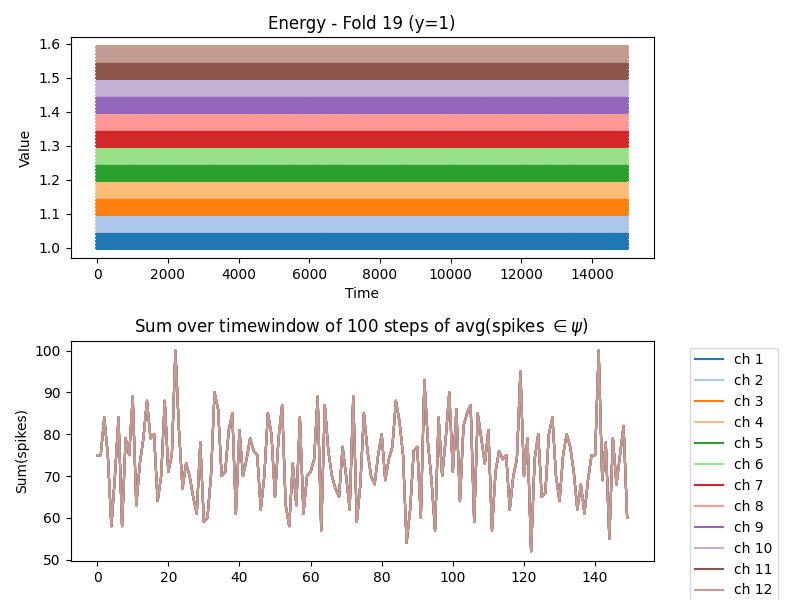 Energy - Fold 19 (y=1)
Value
1.6
1.5
1.4
1.3
1.2
1.1
1.0
0 2000 4000 6000 8000 10000 12000 14000
Time
Sum over timewindow of 100 steps of avg(spikes ∈ψ)
Sum(spikes)
100
90
80
70
60
50
0 20 40 60 80 100 120 140
ch 1
ch 2
ch 3
ch 4
ch 5
ch 6
ch 7
ch 8
ch 9
ch 10
ch 11
ch 12